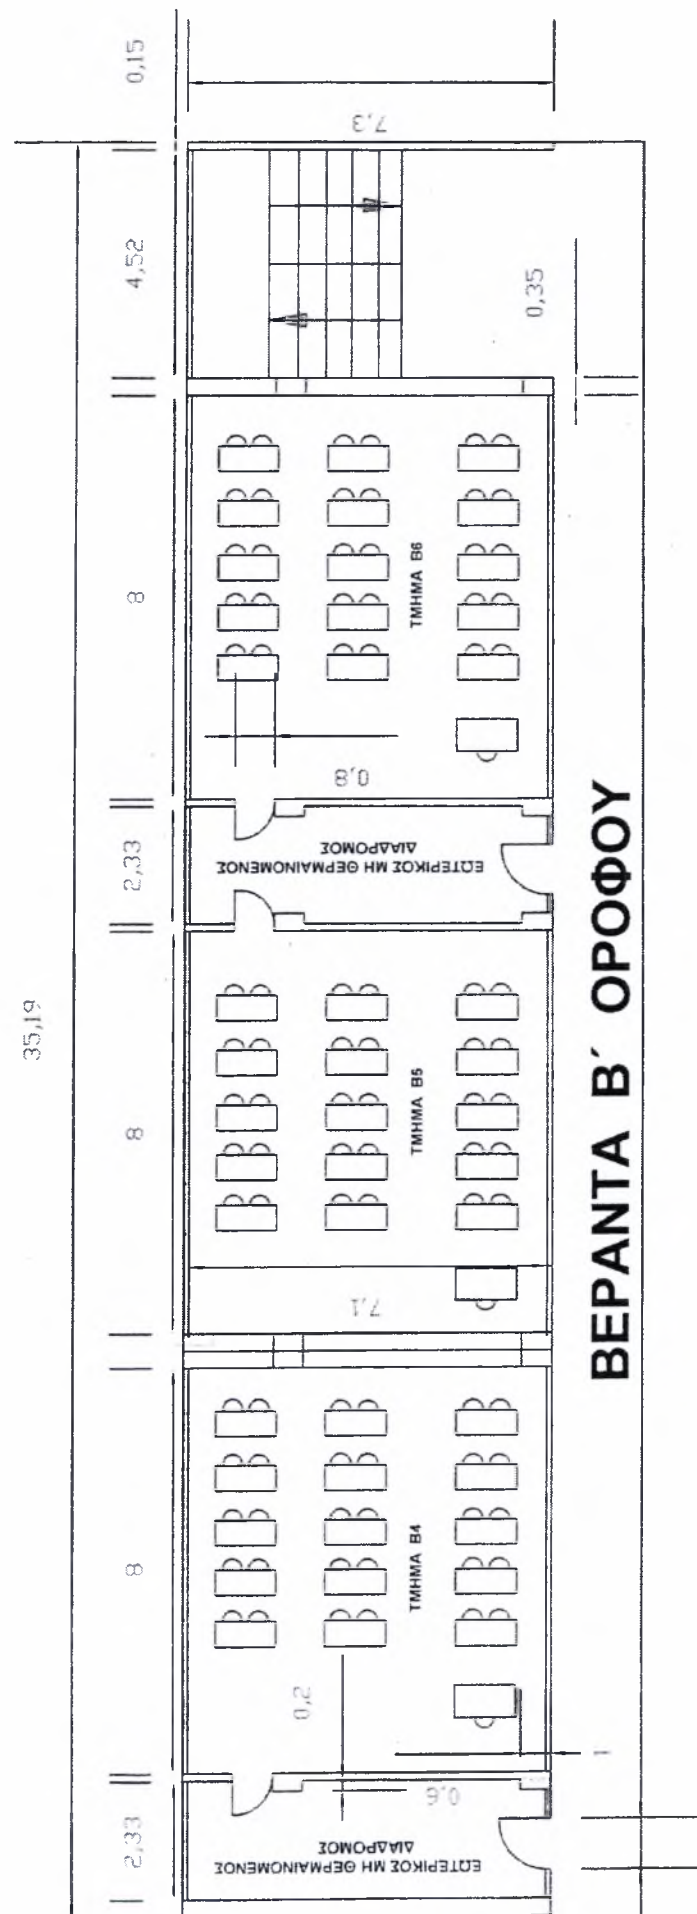 0,15
7,3
4,52
0,35
8
ΤΜΗΜΑ Β6
0,8
2,33
ΕΣΩΤΕΡΙΚΟΣ ΜΗ ΘΕΡΜΑΙΝΟΜΕΝΟΣ
ΔΙΑΔΡΟΜΟΣ
35,19
8
ΤΜΗΜΑ Β5
7,1
ΒΕΡΑΝΤΑ Β΄ ΟΡΟΦΟΥ
8
ΤΜΗΜΑ Β4
0,2
1
0,6
2,33
ΕΣΩΤΕΡΙΚΟΣ ΜΗ ΘΕΡΜΑΙΝΟΜΕΝΟΣ
ΔΙΑΔΡΟΜΟΣ